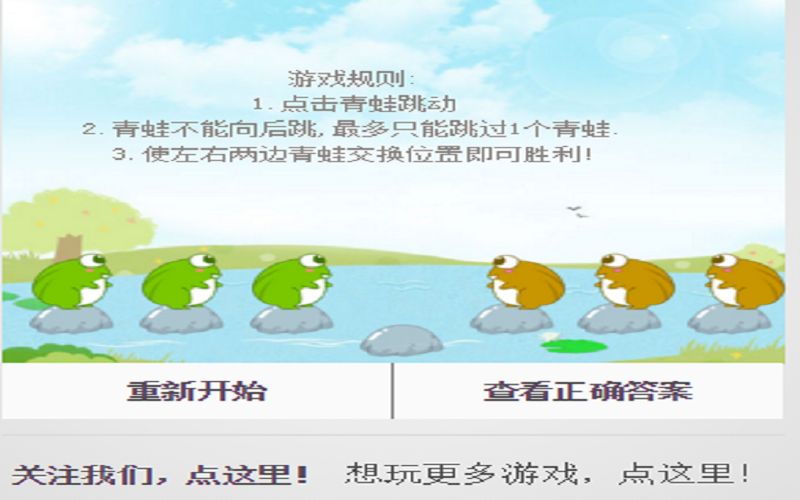 游戏规则:
1.点击青蛙跳动
2.青蛙不能向后跳,最多只能跳过1个青蛙.
3.使左右两边青蛙交换位置即可胜利!
重新开始 查看正确答案
关注我们，点这里! 想玩更多游戏，点这里!